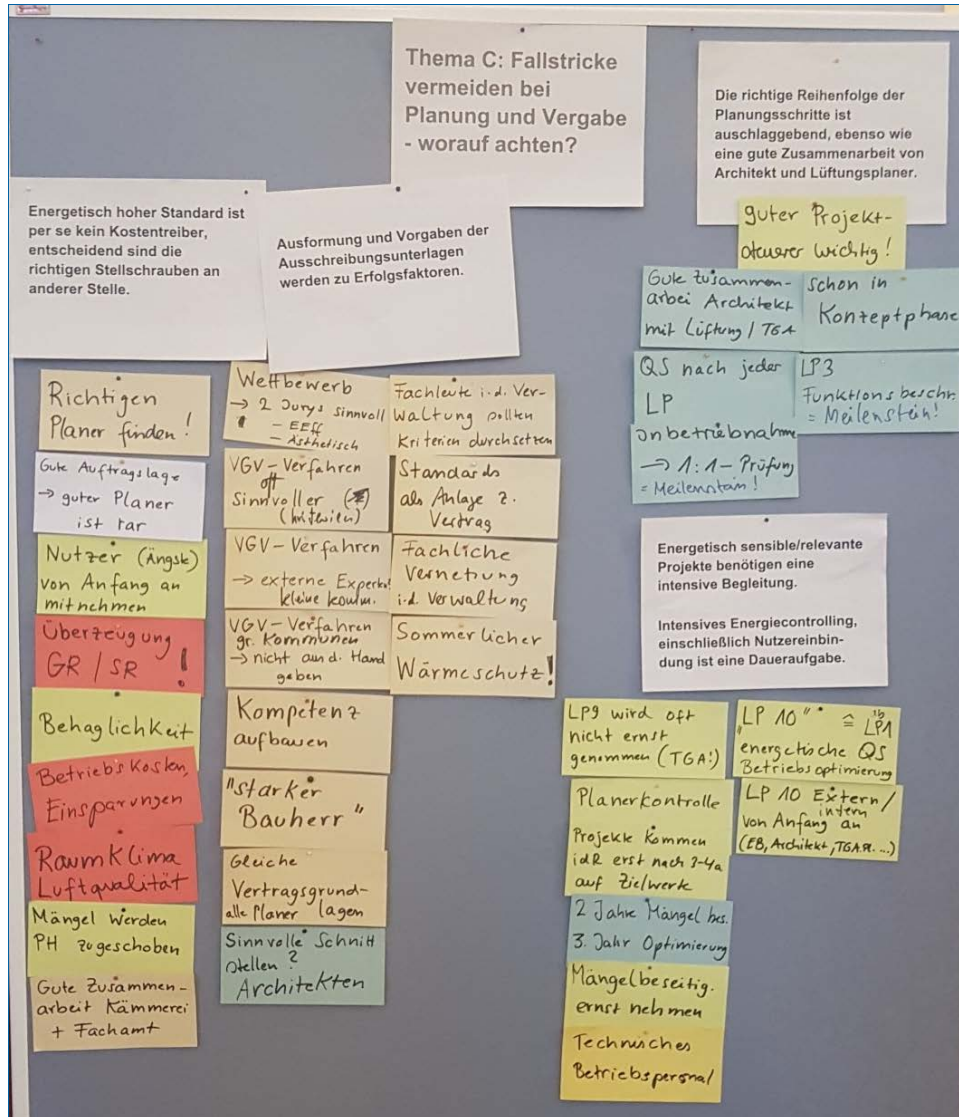 Thema C: Fallstricke
vermeiden bei
Planung und Vergabe
- worauf achten?
Energetisch hoher Standard ist
per se kein Kostentreiber,
entscheidend sind die
richtigen Stellschrauben an
anderer Stelle.
Richtigen
Planer finden!
Gute Auftragslage
→ guter Planer
ist rar
Nutzer (Ängste)
von Anfang an
mitnehmen
Überzeugung
GR / SR !
Behaglichkeit
Betriebskosten,
Einsparungen
Raumklima
Luftqualität
Mängel werden
PH zugeschoben
Gute Zusammen-
arbeit Kämmerei
+ Fachamt
Ausformung und Vorgaben der
Ausschreibungsunterlagen
werden zu Erfolgsfaktoren.
Wettbewerb
→ 2 Jurys sinnvoll
- EEff
- Ästhetisch
VGV-Verfahren
oft
sinnvoller
VGV-Verfahren
→ externe
kleine komm.
VGV-Verfahren
gr. Kommunen
→ nicht aus d. Hand
geben
Kompetenz
aufbauen
"starker
Bauherr"
Gleiche
Vertragsgrund-
alle Planer lagen
Sinnvolle Schnitt
stellen?
Architekten
Fachleute i.d. Ver-
waltung sollten
Kriterien durchsetzen
Standards
als Anlage z.
Vertrag
Fachliche
Vernetzung
i.d. Verwaltung
Sommerlicher
Wärmeschutz!
Die richtige Reihenfolge der
Planungsschritte ist
auschlaggebend, ebenso wie
eine gute Zusammenarbeit von
Architekt und Lüftungsplaner.
guter Projekt-
steuerer wichtig!
Gute Zusammen-
arbei Architekt
mit Lüftung / TGA
schon in
Konzeptphase
QS nach jeder
LP
LP3
Funktionsbeschr.
= Meilenstein!
Inbetriebnahme
→ 1:1-Prüfung
= Meilenstein!
Energetisch sensible/relevante
Projekte benötigen eine
intensive Begleitung.
Intensives Energiecontrolling,
einschließlich Nutzereinbin-
dung ist eine Daueraufgabe.
LP9 wird oft
nicht ernst
genommen (TGA!)
Planerkontrolle
Projekte kommen
idR erst nach 3-4a
auf Zielwerk
2 Jahre Mängel bes.
3. Jahr Optimierung
Mängelbeseitig.
ernst nehmen
Technisches
Betriebspersonal
"LP 10" ≙ LP1
energetische QS
Betriebsoptimierung
LP 10 Extern/
intern
von Anfang an
(EB, Architekt, TGAPl. ...)